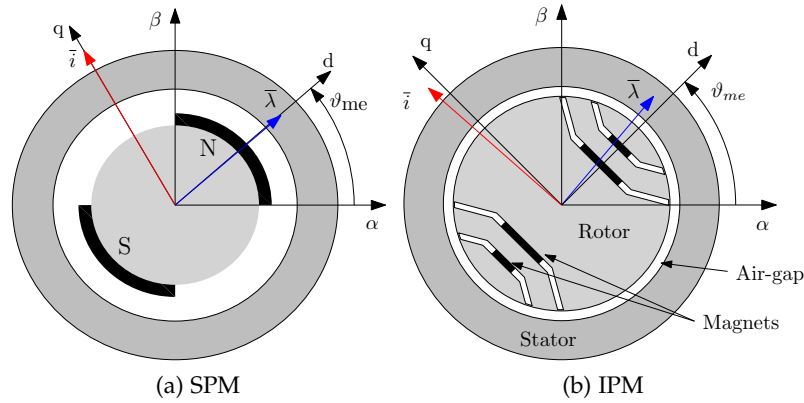 q
β
i̅
d
λ̅
ϑme
N
S
α
(a) SPM
q
β
d
i̅
λ̅
ϑme
α
Rotor
Air-gap
Magnets
Stator
(b) IPM